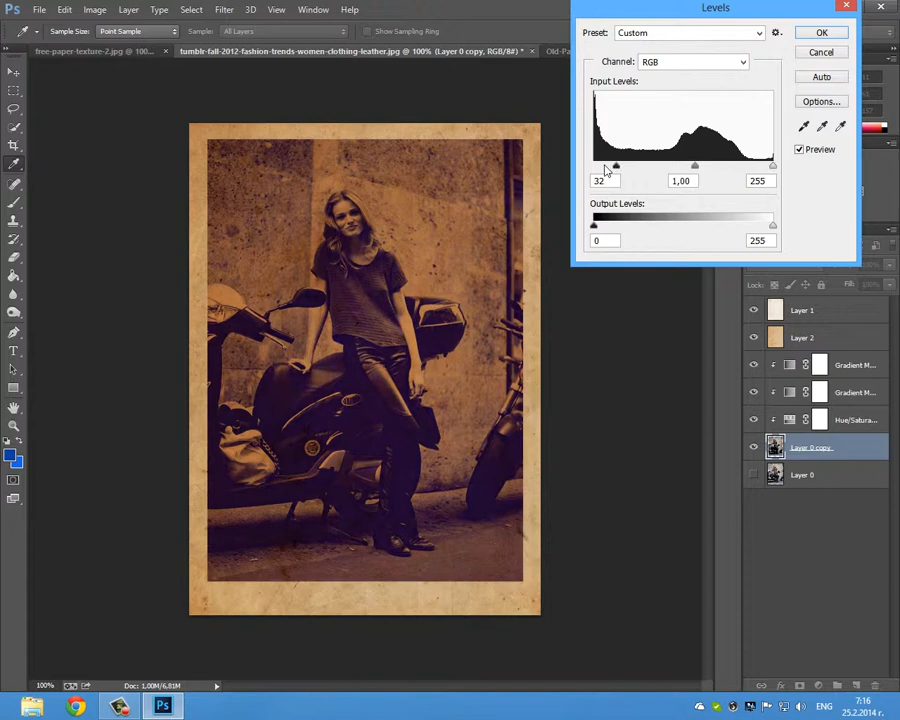 Ps File Edit Image Layer Type Select Filter 3D View Window Help
Sample Size: Point Sample Sample: All Layers Show Sampling Ring
free-paper-texture-2.jpg @ 100... × tumblr-fall-2012-fashion-trends-women-clothing-leather.jpg @ 100% (Layer 0 copy, RGB/8#) * × Old-Pa
Levels
Preset: Custom
OK
Cancel
Channel: RGB
Auto
Input Levels:
Options...
Preview
32 1,00 255
Output Levels:
0 255
Lock: Fill: 100%
Layer 1
Layer 2
Gradient M...
Gradient M...
Hue/Satura...
Layer 0 copy
Layer 0
100% Doc: 1,00M/6,81M
Ps
ENG
7:16
25.2.2014 г.